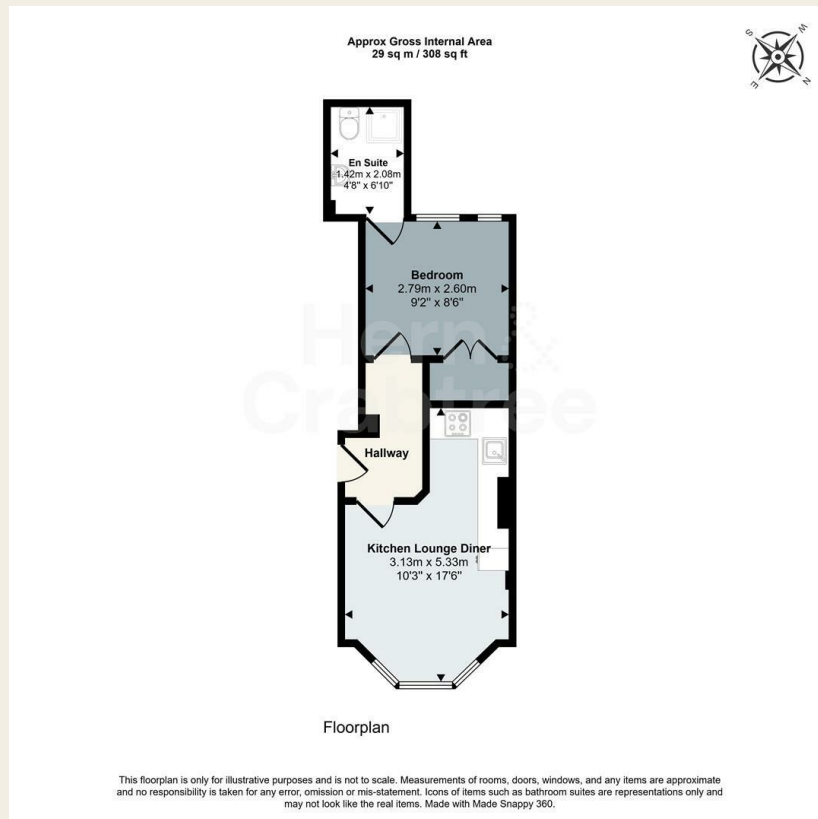 Approx Gross Internal Area
29 sq m / 308 sq ft
S
W
E
N
En Suite
1.42m x 2.08m
4'8" x 6'10"
Bedroom
2.79m x 2.60m
9'2" x 8'6"
Hern &
Crabtree
Hallway
Kitchen Lounge Diner
3.13m x 5.33m
10'3" x 17'6"
Floorplan
This floorplan is only for illustrative purposes and is not to scale. Measurements of rooms, doors, windows, and any items are approximate
and no responsibility is taken for any error, omission or mis-statement. Icons of items such as bathroom suites are representations only and
may not look like the real items. Made with Made Snappy 360.